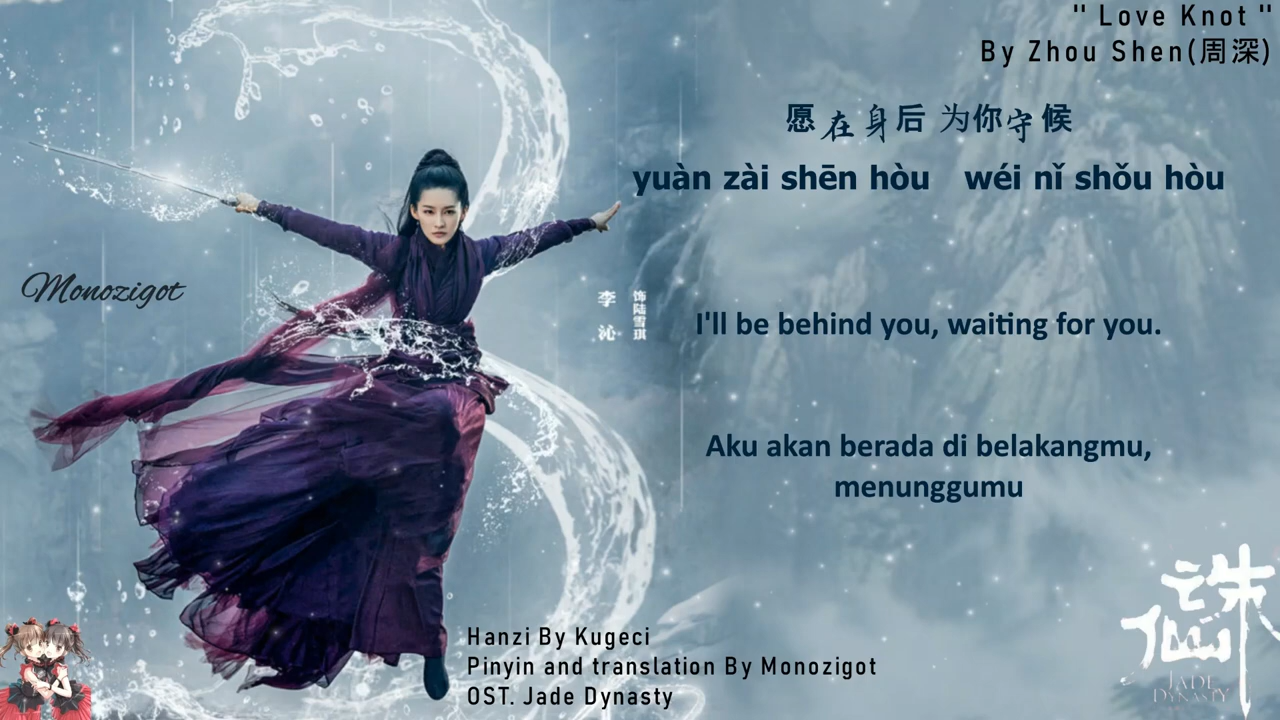 " Love Knot "
By Zhou Shen(周深)
愿在身后 为你守候
yuàn zài shēn hòu wéi nǐ shǒu hòu
Monozigot
李沁
饰陆雪琪
I'll be behind you, waiting for you.
Aku akan berada di belakangmu,
menunggumu
诛仙
JADE
DYNASTY
Hanzi By Kugeci
Pinyin and translation By Monozigot
OST. Jade Dynasty